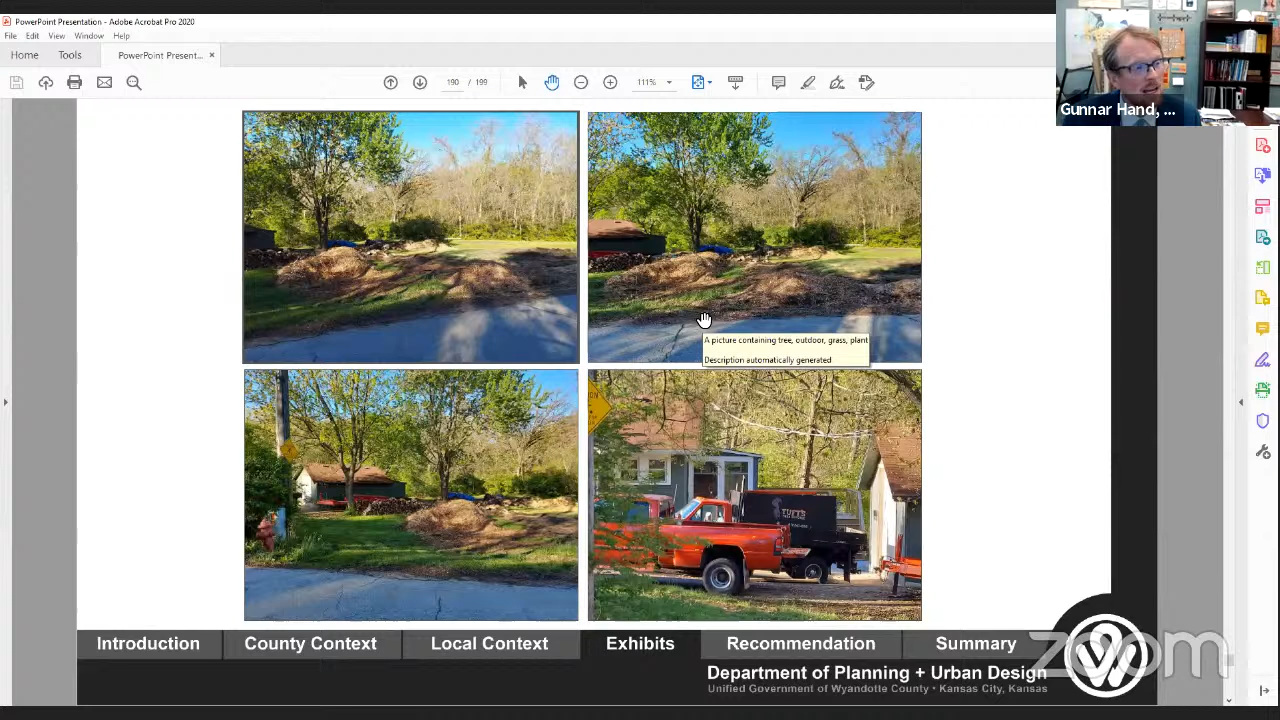 PowerPoint Presentation - Adobe Acrobat Pro 2020
File Edit View Window Help
Home Tools PowerPoint Present... ×
190 199 111%
Gunnar Hand, ...
A picture containing tree, outdoor, grass, plant
Description automatically generated
Introduction County Context Local Context Exhibits Recommendation Summary
Department of Planning + Urban Design
Unified Government of Wyandotte County • Kansas City, Kansas
zoom